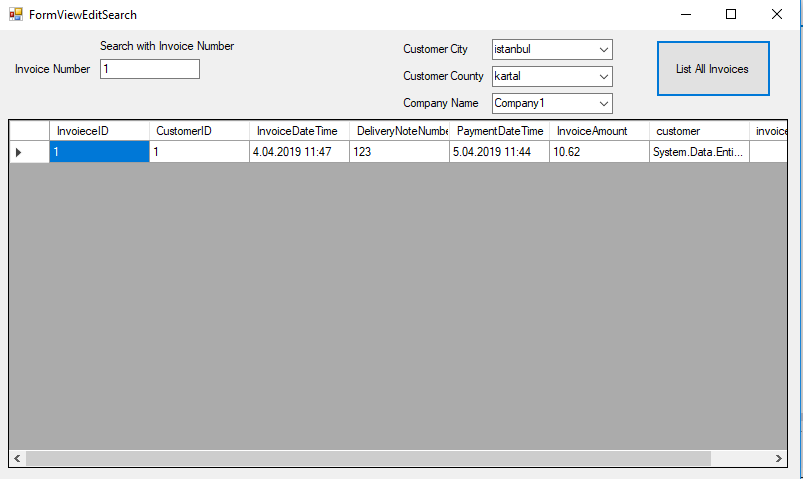 FormViewEditSearch
Search with Invoice Number
Invoice Number 1
Customer City istanbul
Customer County kartal
Company Name Company1
List All Invoices
InvoieceID CustomerID InvoiceDateTime DeliveryNoteNumbe PaymentDateTime InvoiceAmount customer invoice
1 1 4.04.2019 11:47 123 5.04.2019 11:44 10.62 System.Data.Enti...